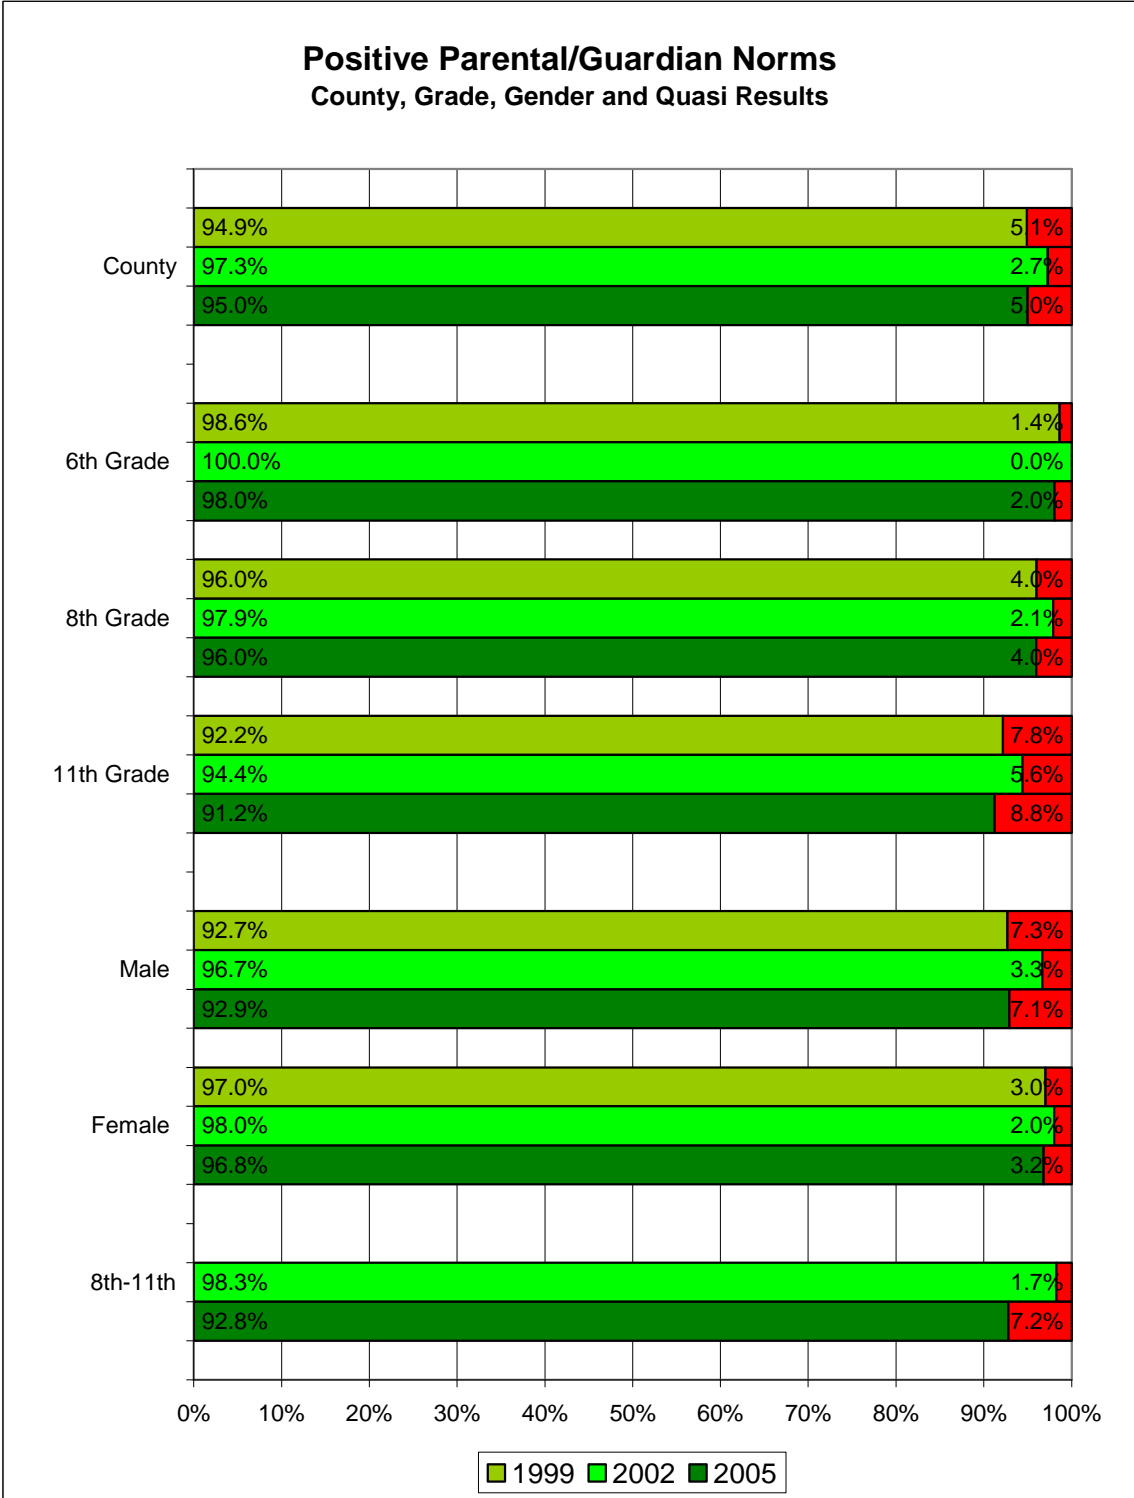 Positive Parental/Guardian Norms
County, Grade, Gender and Quasi Results
94.9% 5.1%
County 97.3% 2.7%
95.0% 5.0%
98.6% 1.4%
6th Grade 100.0% 0.0%
98.0% 2.0%
96.0% 4.0%
8th Grade 97.9% 2.1%
96.0% 4.0%
92.2% 7.8%
11th Grade 94.4% 5.6%
91.2% 8.8%
92.7% 7.3%
Male 96.7% 3.3%
92.9% 7.1%
97.0% 3.0%
Female 98.0% 2.0%
96.8% 3.2%
8th-11th 98.3% 1.7%
92.8% 7.2%
0% 10% 20% 30% 40% 50% 60% 70% 80% 90% 100%
1999 2002 2005